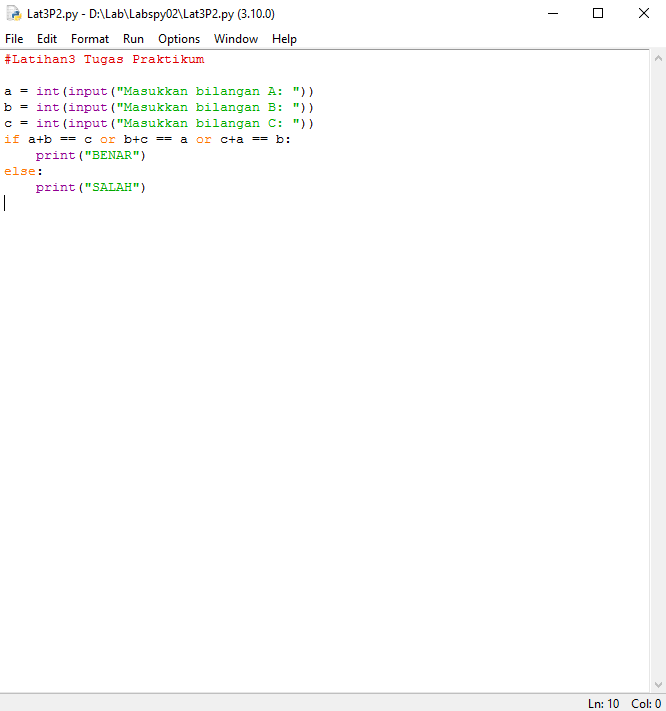 Lat3P2.py - D:\Lab\Labspy02\Lat3P2.py (3.10.0)
File Edit Format Run Options Window Help
#Latihan3 Tugas Praktikum
a = int(input("Masukkan bilangan A: "))
b = int(input("Masukkan bilangan B: "))
c = int(input("Masukkan bilangan C: "))
if a+b == c or b+c == a or c+a == b:
    print("BENAR")
else:
    print("SALAH")
Ln: 10 Col: 0